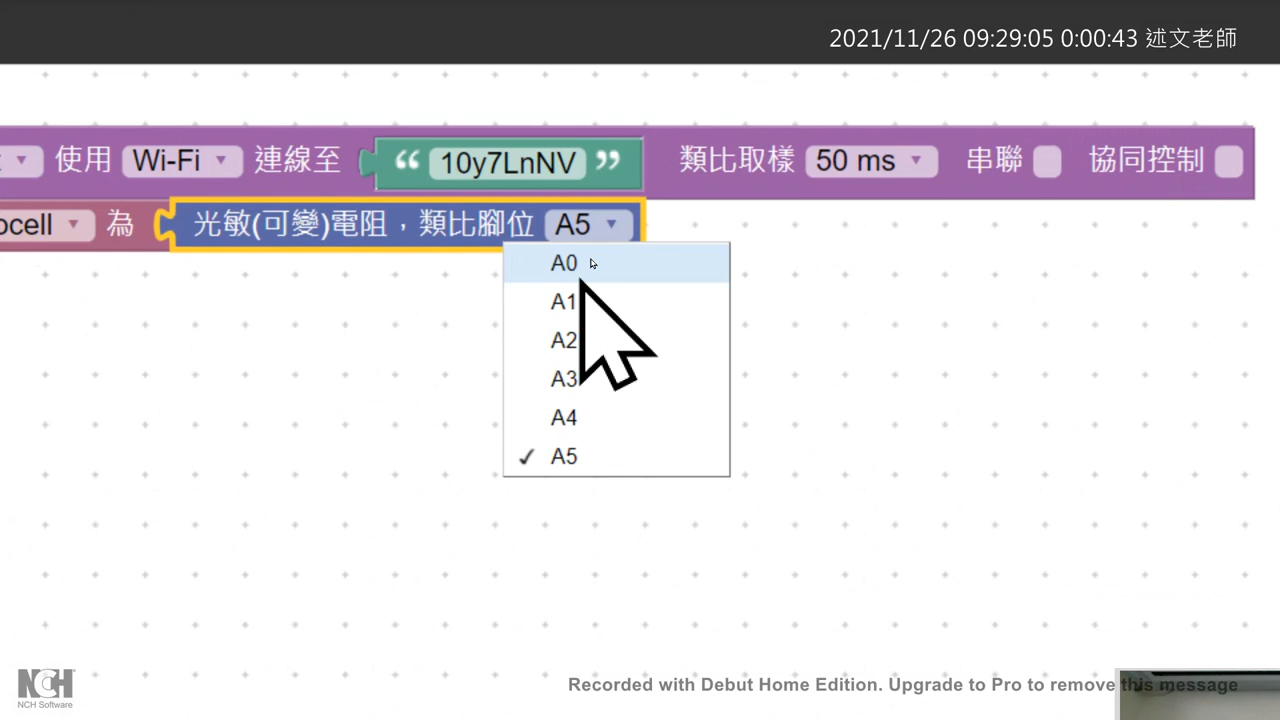 2021/11/26 09:29:05 0:00:43 述文老師
使用 Wi-Fi 連線至 “ 10y7LnNV ” 類比取樣 50 ms 串聯 協同控制
ocell 為 光敏(可變)電阻，類比腳位 A5
A0
A1
A2
A3
A4
✓ A5
NCH
NCH Software
Recorded with Debut Home Edition. Upgrade to Pro to remove this message